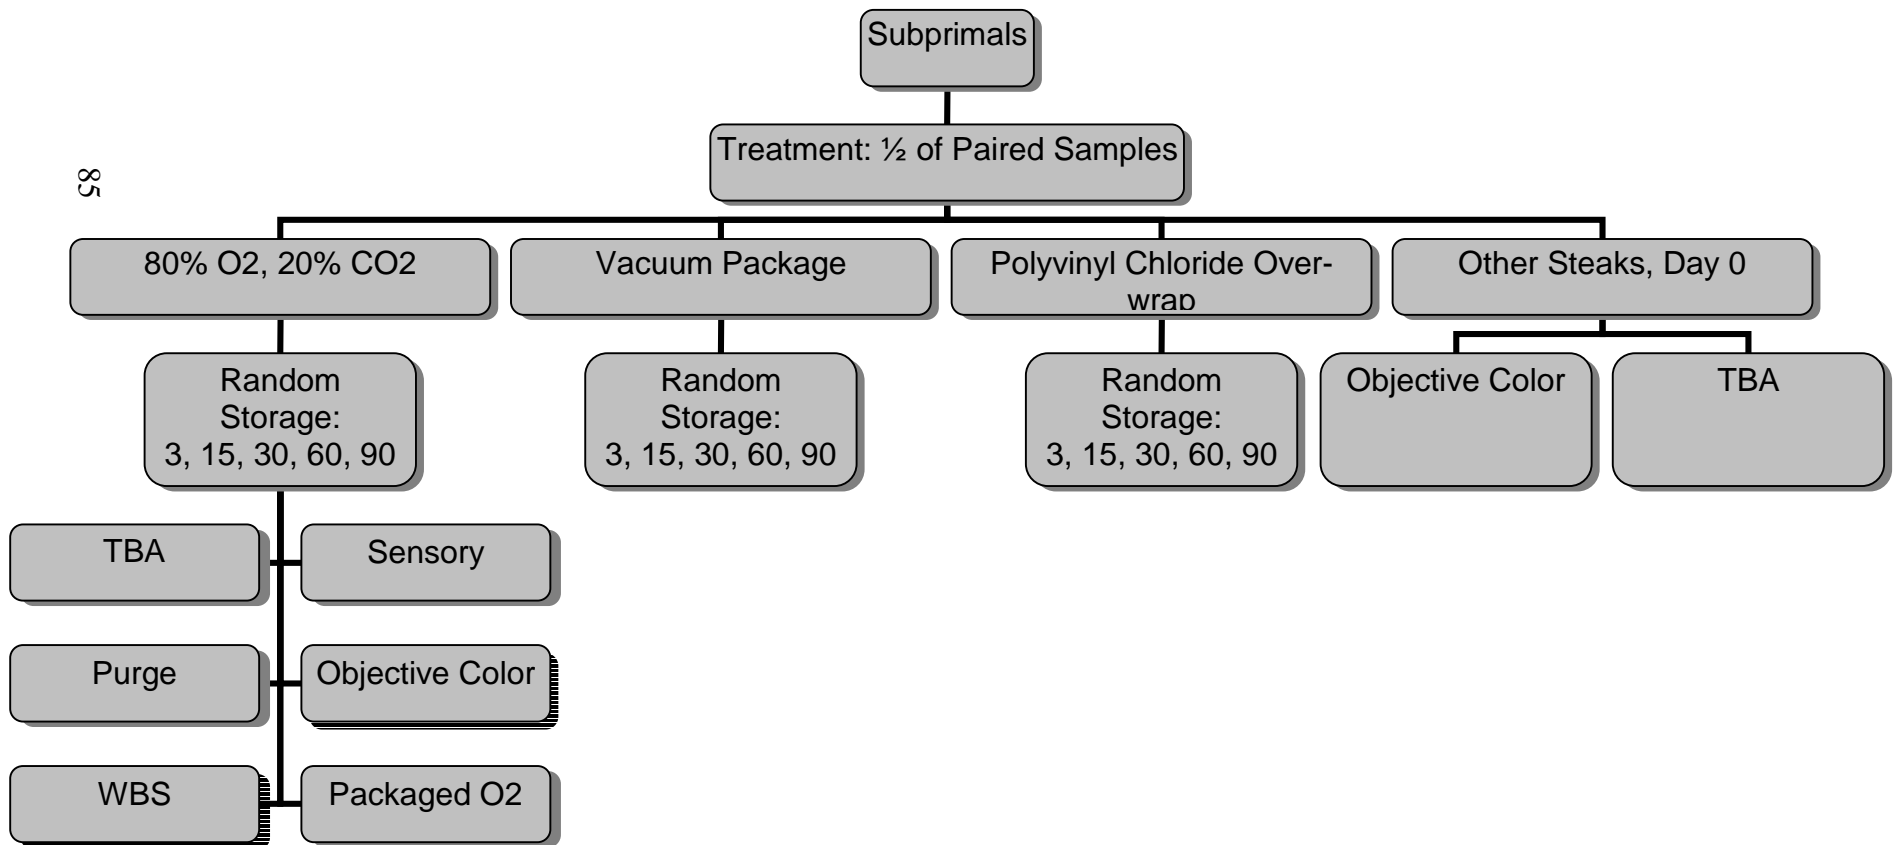 Subprimals
Treatment: ½ of Paired Samples
85
80% O2, 20% CO2
Vacuum Package
Polyvinyl Chloride Over-
wrap
Other Steaks, Day 0
Random
Storage:
3, 15, 30, 60, 90
Random
Storage:
3, 15, 30, 60, 90
Random
Storage:
3, 15, 30, 60, 90
Objective Color
TBA
TBA
Sensory
Purge
Objective Color
WBS
Packaged O2